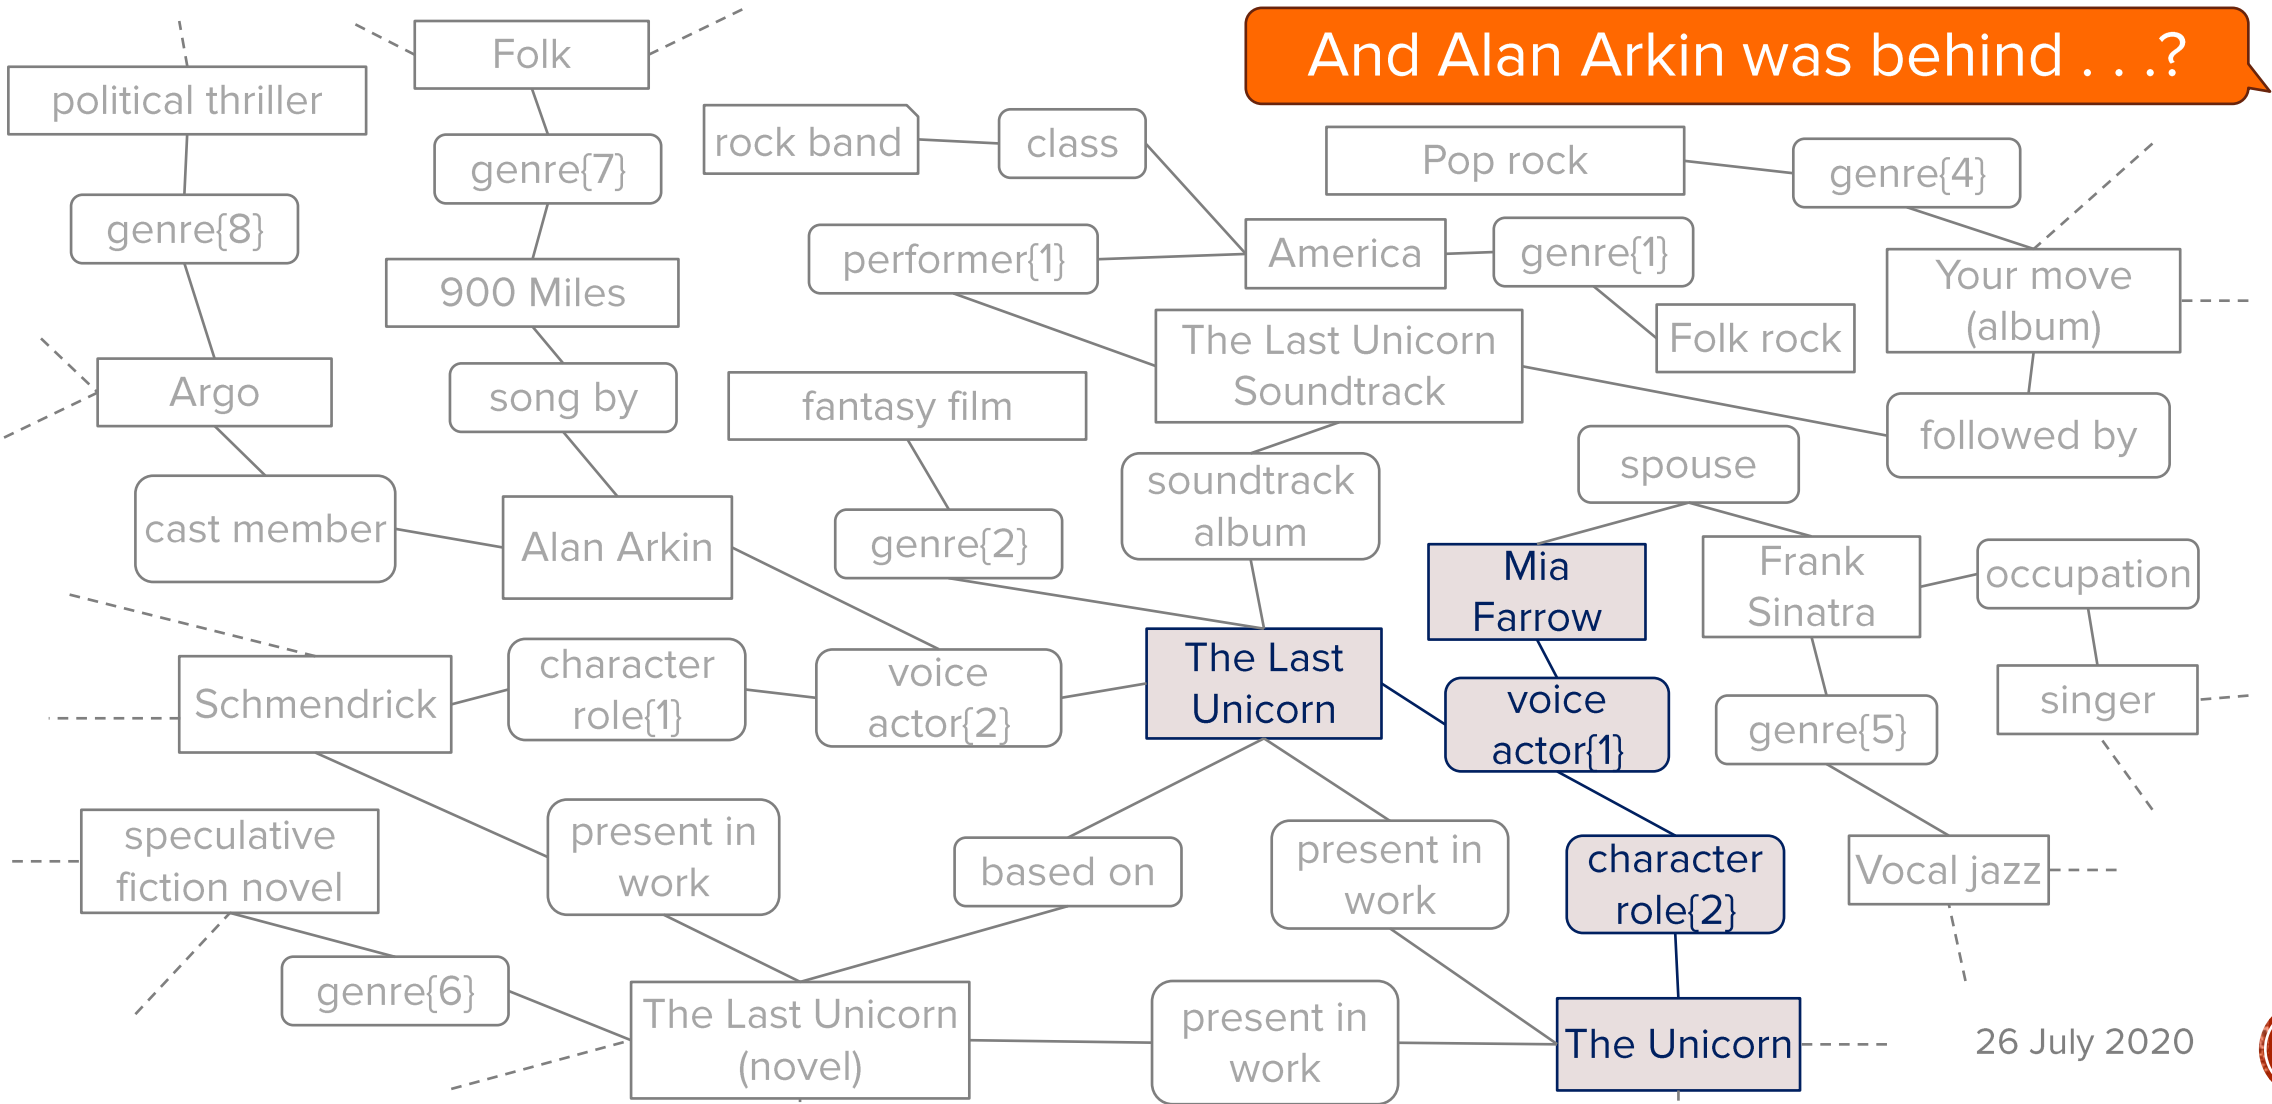 And Alan Arkin was behind . . .?
Folk
political thriller
rock band
class
Pop rock
genre{4}
genre{7}
genre{8}
performer{1}
America
genre{1}
Your move
(album)
900 Miles
The Last Unicorn
Soundtrack
Folk rock
Argo
song by
fantasy film
followed by
spouse
soundtrack
album
cast member
Alan Arkin
genre{2}
Mia
Farrow
Frank
Sinatra
occupation
Schmendrick
character
role{1}
voice
actor{2}
The Last
Unicorn
voice
actor{1}
genre{5}
singer
speculative
fiction novel
present in
work
based on
present in
work
character
role{2}
Vocal jazz
genre{6}
The Last Unicorn
(novel)
present in
work
The Unicorn
26 July 2020